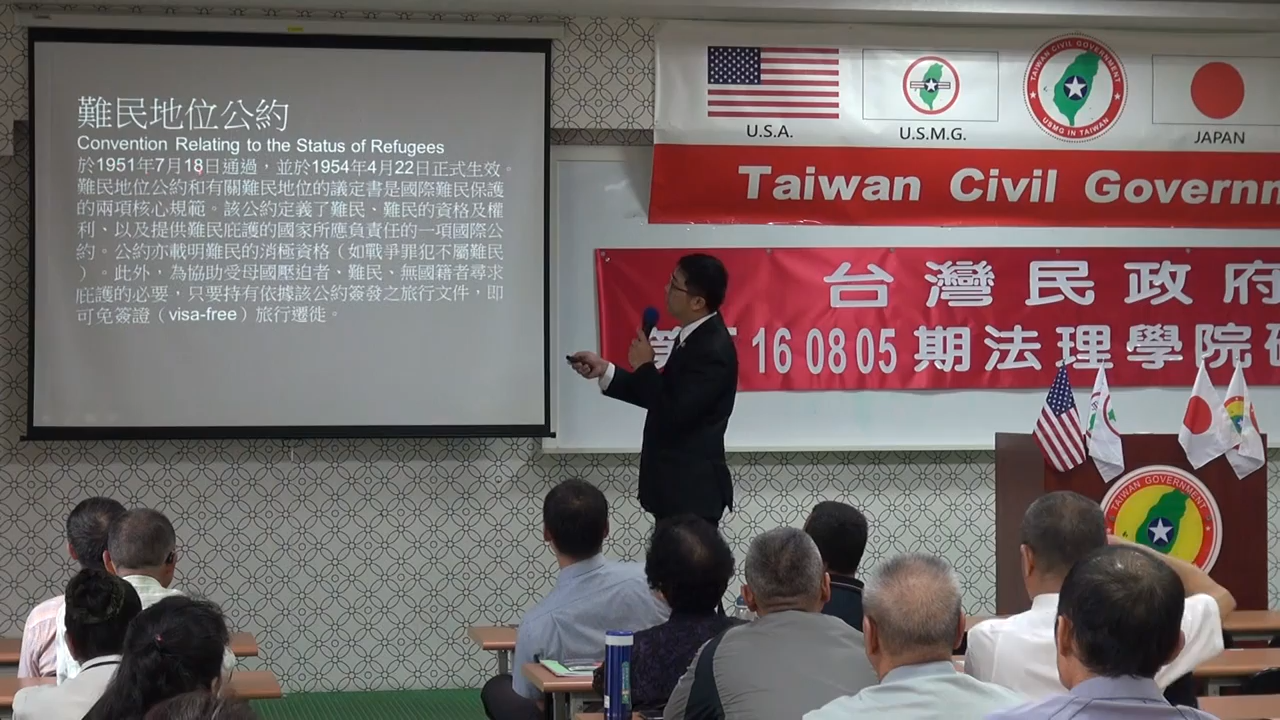 難民地位公約
Convention Relating to the Status of Refugees
於1951年7月18日通過，並於1954年4月22日正式生效。
難民地位公約和有關難民地位的議定書是國際難民保護
的兩項核心規範。該公約定義了難民、難民的資格及權
利、以及提供難民庇護的國家所應負責任的一項國際公
約。公約亦載明難民的消極資格（如戰爭罪犯不屬難民
）。此外，為協助受母國壓迫者、難民、無國籍者尋求
庇護的必要，只要持有依據該公約簽發之旅行文件，即
可免簽證（visa-free）旅行遷徙。
U.S.A.
U.S.M.G.
TAIWAN CIVIL GOVERNMENT
USMG IN TAIWAN
JAPAN
Taiwan Civil Governm
台灣民政府
第 16 08 05 期法理學院研
TAIWAN GOVERNMENT